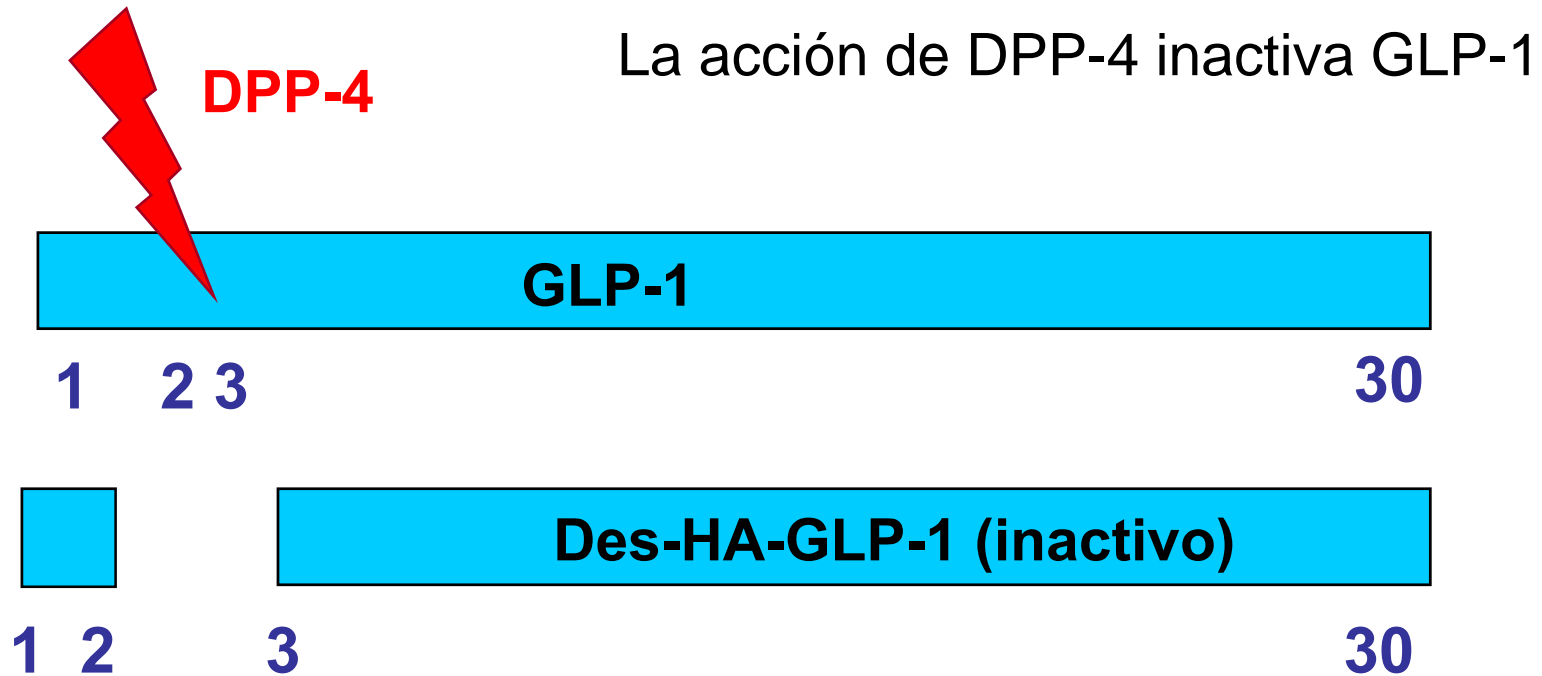 La acción de DPP-4 inactiva GLP-1
DPP-4
GLP-1
1 2 3 30
Des-HA-GLP-1 (inactivo)
1 2 3 30